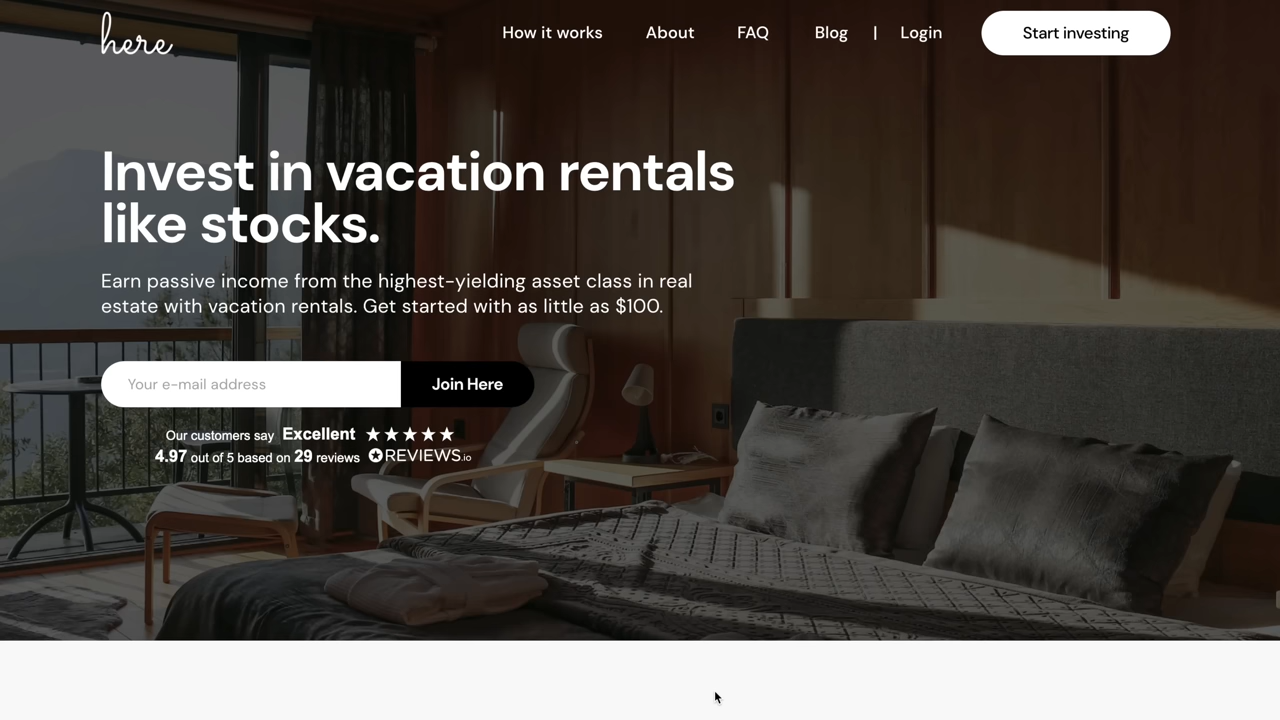 here
How it works About FAQ Blog | Login Start investing
Invest in vacation rentals
like stocks.
Earn passive income from the highest-yielding asset class in real
estate with vacation rentals. Get started with as little as $100.
Your e-mail address Join Here
Our customers say Excellent ★★★★★
4.97 out of 5 based on 29 reviews ★REVIEWS.io